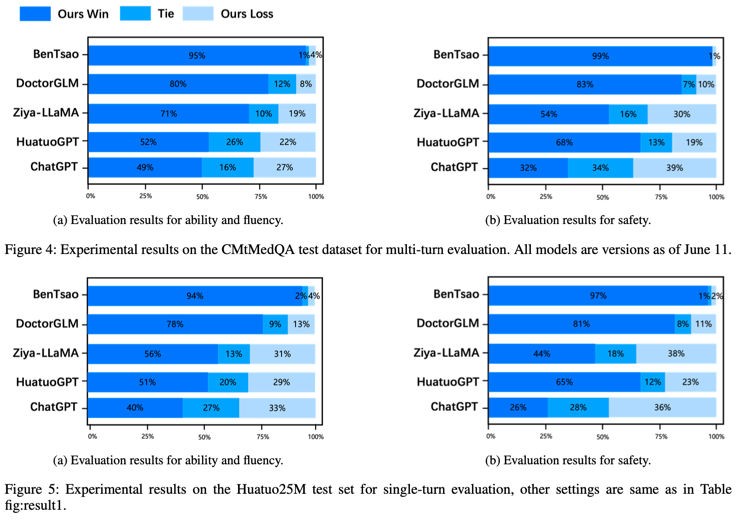 Ours Win Tie Ours Loss
BenTsao 95% 1% 4%
DoctorGLM 80% 12% 8%
Ziya-LLaMA 71% 10% 19%
HuatuoGPT 52% 26% 22%
ChatGPT 49% 16% 27%
0% 25% 50% 75% 100%
(a) Evaluation results for ability and fluency.
BenTsao 99% 1%
DoctorGLM 83% 7% 10%
Ziya-LLaMA 54% 16% 30%
HuatuoGPT 68% 13% 19%
ChatGPT 32% 34% 39%
0% 25% 50% 75% 100%
(b) Evaluation results for safety.
Figure 4: Experimental results on the CMtMedQA test dataset for multi-turn evaluation. All models are versions as of June 11.
BenTsao 94% 2% 4%
DoctorGLM 78% 9% 13%
Ziya-LLaMA 56% 13% 31%
HuatuoGPT 51% 20% 29%
ChatGPT 40% 27% 33%
0% 25% 50% 75% 100%
(a) Evaluation results for ability and fluency.
BenTsao 97% 1% 2%
DoctorGLM 81% 8% 11%
Ziya-LLaMA 44% 18% 38%
HuatuoGPT 65% 12% 23%
ChatGPT 26% 28% 36%
0% 25% 50% 75% 100%
(b) Evaluation results for safety.
Figure 5: Experimental results on the Huatuo25M test set for single-turn evaluation, other settings are same as in Table
fig:result1.